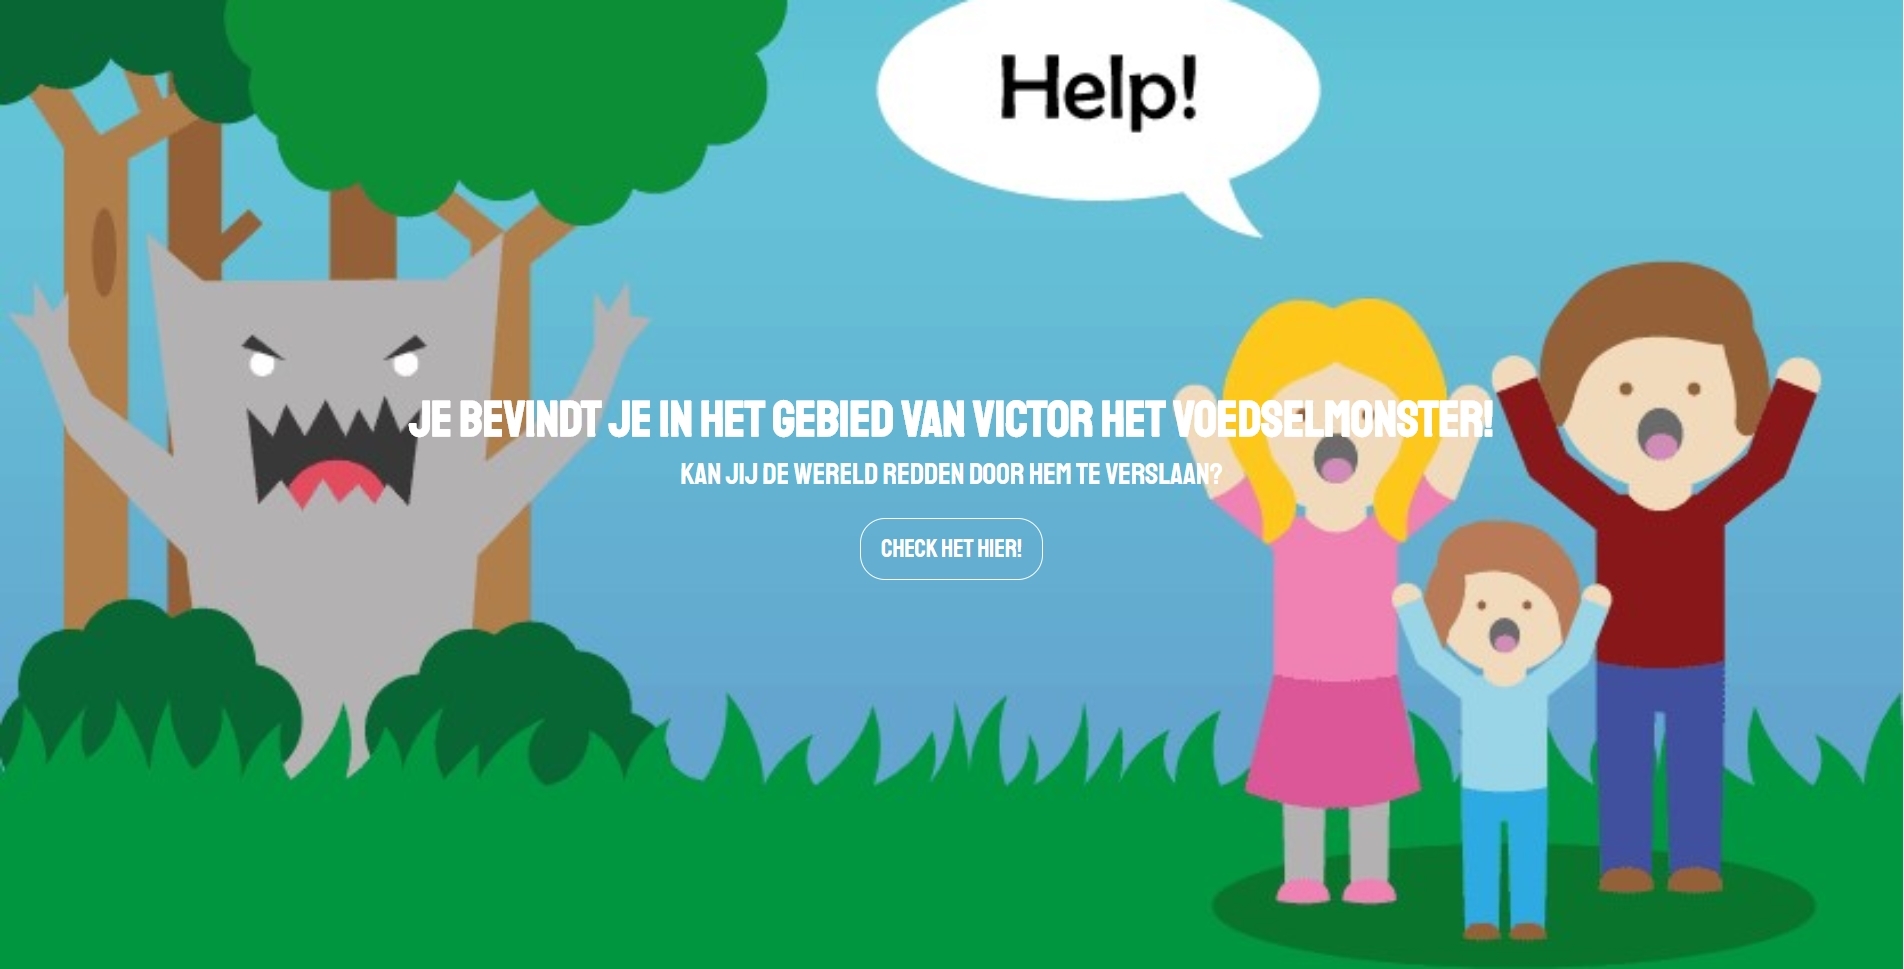 Help!
JE BEVINDT JE IN HET GEBIED VAN VICTOR HET VOEDSELMONSTER!
KAN JIJ DE WERELD REDDEN DOOR HEM TE VERSLAAN?
CHECK HET HIER!